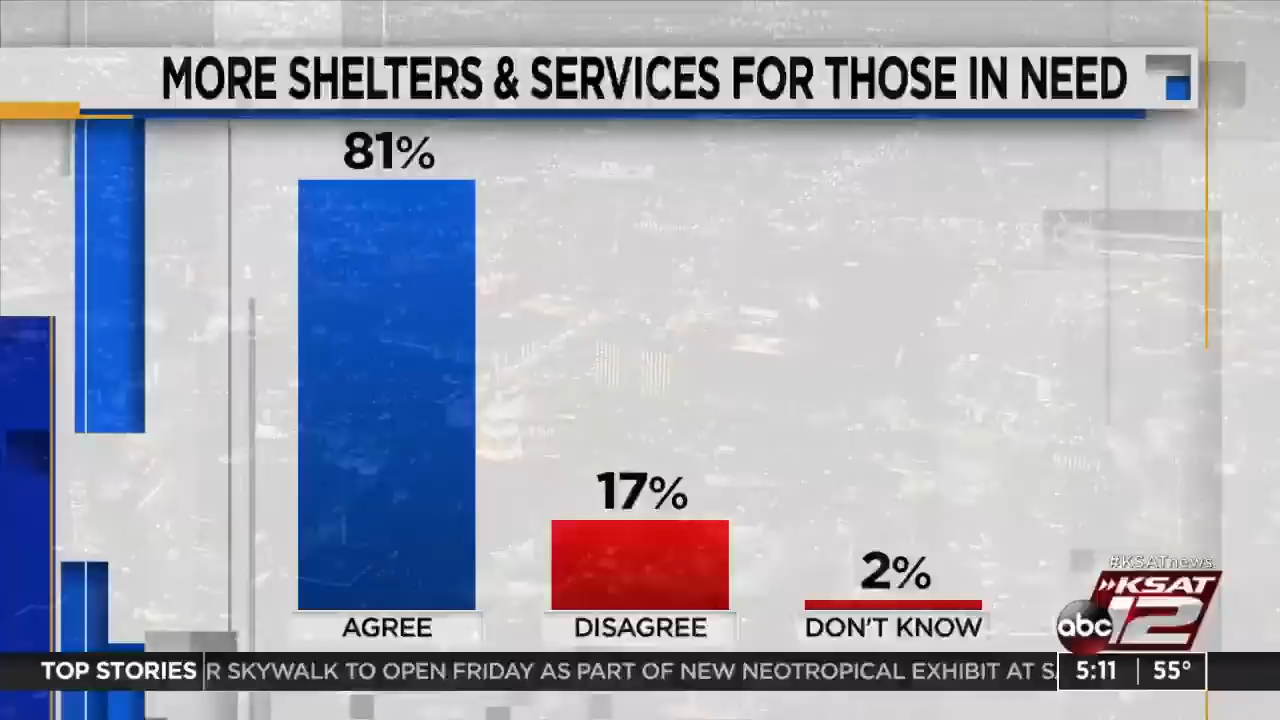 MORE SHELTERS & SERVICES FOR THOSE IN NEED
81%
17%
2%
AGREE
DISAGREE
DON'T KNOW
#KSATnews
KSAT
abc 12
TOP STORIES R SKYWALK TO OPEN FRIDAY AS PART OF NEW NEOTROPICAL EXHIBIT AT SA 5:11 55°